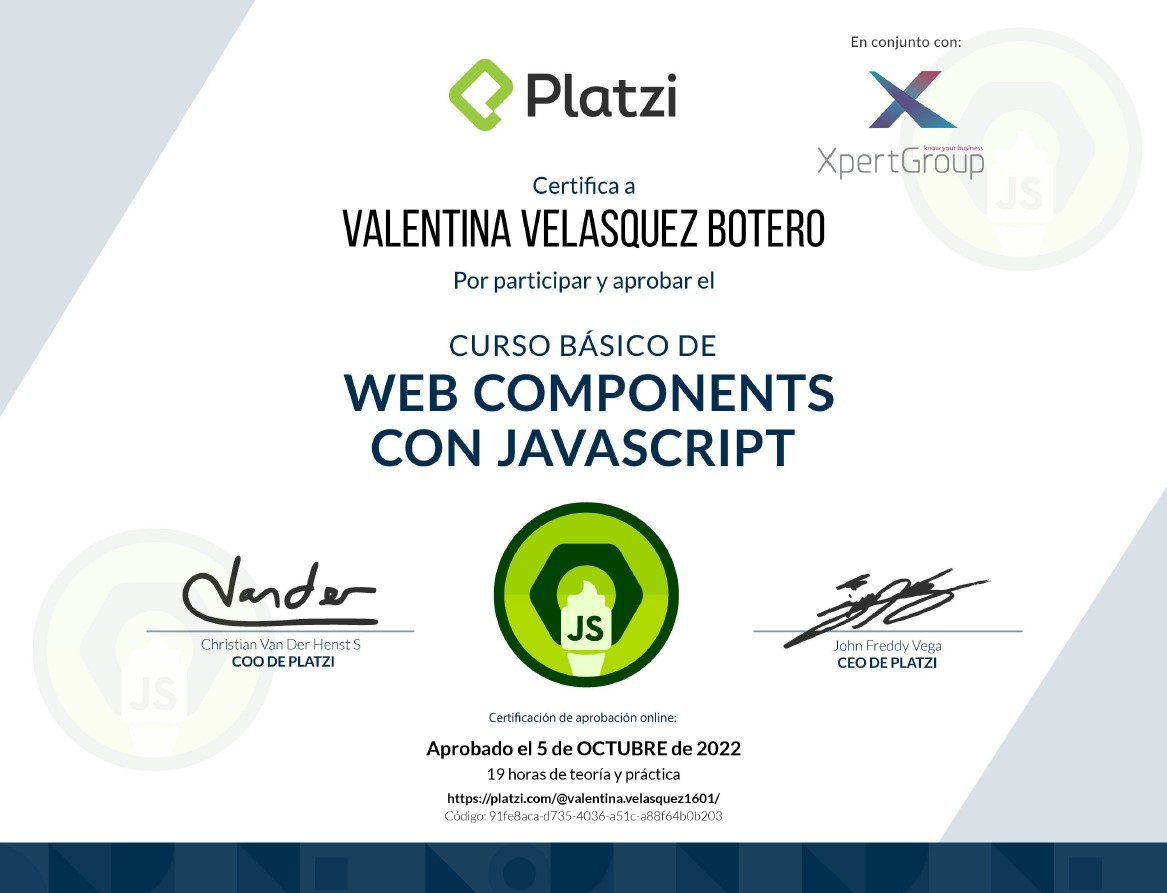 Platzi
En conjunto con:
XpertGroup
know your business
JS
Certifica a
VALENTINA VELASQUEZ BOTERO
Por participar y aprobar el
CURSO BÁSICO DE
WEB COMPONENTS
CON JAVASCRIPT
Vander
Christian Van Der Henst S
COO DE PLATZI
JS
JS
John Freddy Vega
CEO DE PLATZI
Certificación de aprobación online:
Aprobado el 5 de OCTUBRE de 2022
19 horas de teoría y práctica
https://platzi.com/@valentina.velasquez1601/
Código: 91fe8aca-d735-4036-a51c-a88f64b0b203